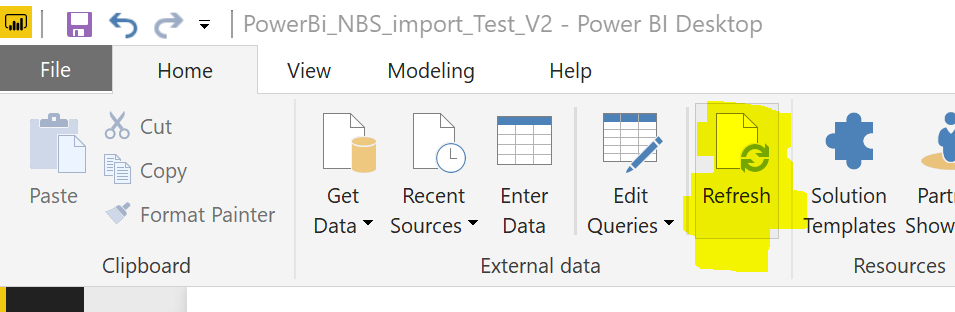 PowerBi_NBS_import_Test_V2 - Power BI Desktop
File Home View Modeling Help
Paste
Cut
Copy
Format Painter
Get Data
Recent Sources
Enter Data
Edit Queries
Refresh
Solution Templates
Part
Show
Clipboard
External data
Resources